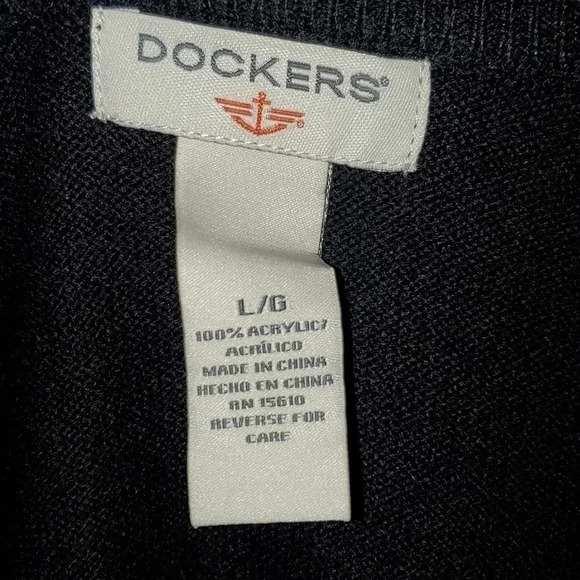 DOCKERS®
®
L/G
100% ACRYLIC/
ACRÍLICO
MADE IN CHINA
HECHO EN CHINA
RN 15610
REVERSE FOR
CARE